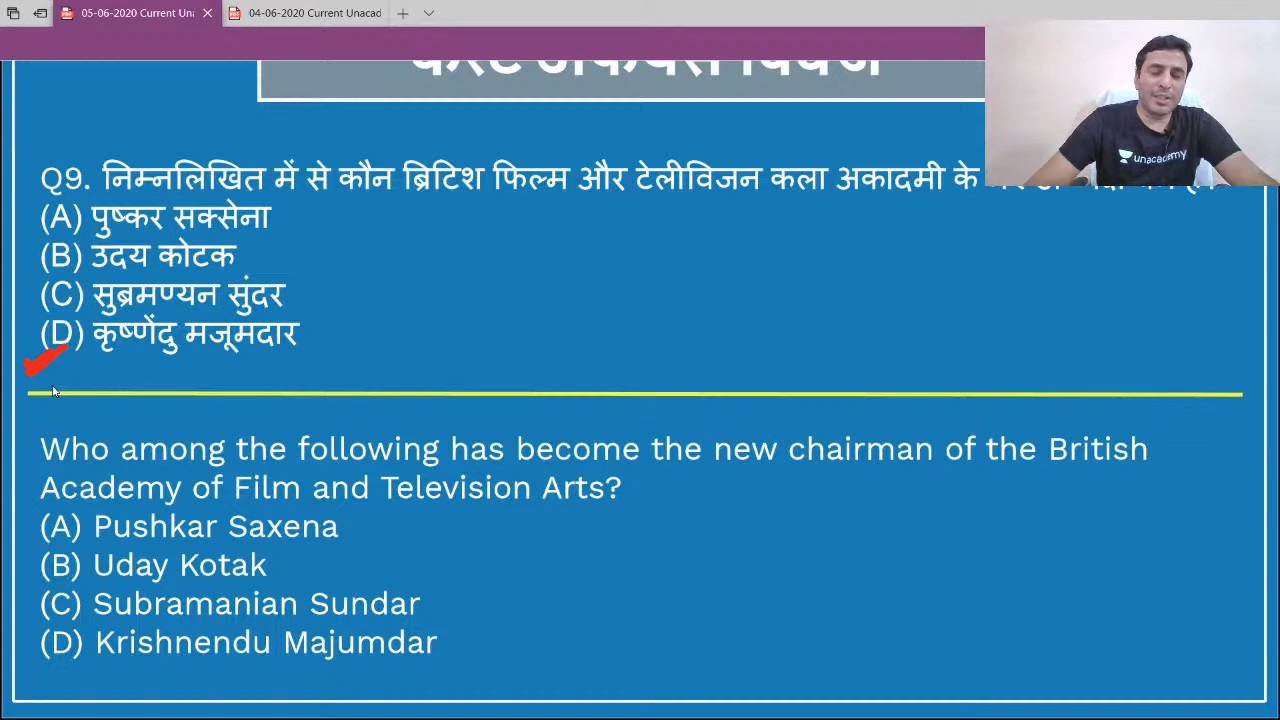 05-06-2020 Current Una
04-06-2020 Current Unacad
unacademy
Q9. निम्नलिखित में से कौन ब्रिटिश फिल्म और टेलीविजन कला अकादमी के
(A) पुष्कर सक्सेना
(B) उदय कोटक
(C) सुब्रमण्यन सुंदर
(D) कृष्णेंदु मजूमदार
Who among the following has become the new chairman of the British
Academy of Film and Television Arts?
(A) Pushkar Saxena
(B) Uday Kotak
(C) Subramanian Sundar
(D) Krishnendu Majumdar